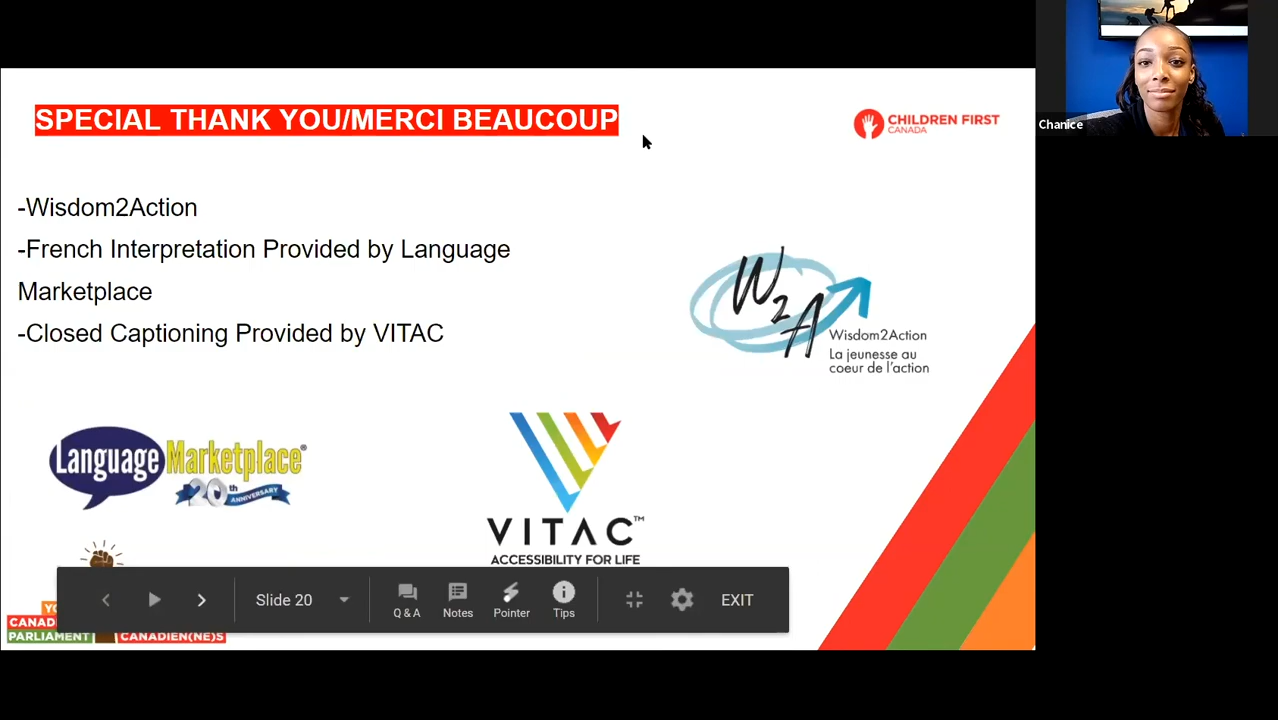 SPECIAL THANK YOU/MERCI BEAUCOUP
CHILDREN FIRST
CANADA
Chanice
-Wisdom2Action
-French Interpretation Provided by Language
Marketplace
-Closed Captioning Provided by VITAC
W2A
Wisdom2Action
La jeunesse au
coeur de l'action
Language Marketplace®
20th ANNIVERSARY
VITAC™
ACCESSIBILITY FOR LIFE
Slide 20
Q & A
Notes
Pointer
Tips
EXIT
PARLIAMENT
CANADIEN(NE)S